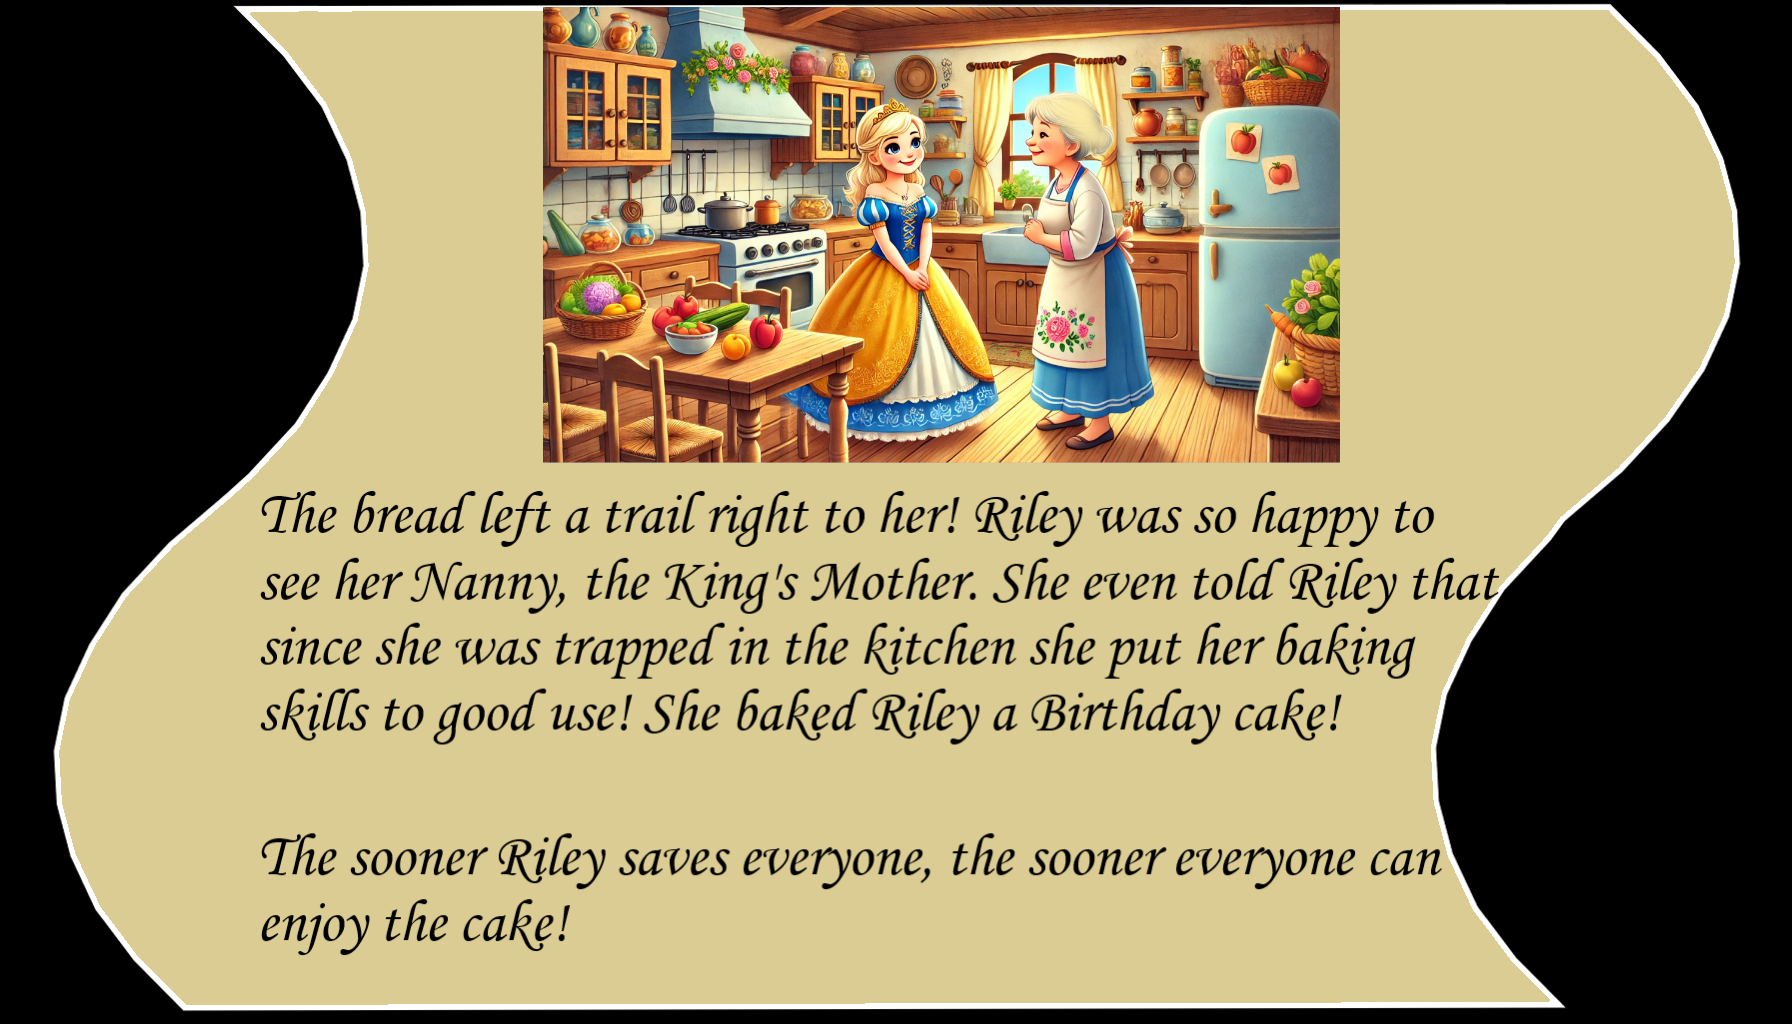 The bread left a trail right to her! Riley was so happy to
see her Nanny, the King's Mother. She even told Riley that
since she was trapped in the kitchen she put her baking
skills to good use! She baked Riley a Birthday cake!
The sooner Riley saves everyone, the sooner everyone can
enjoy the cake!